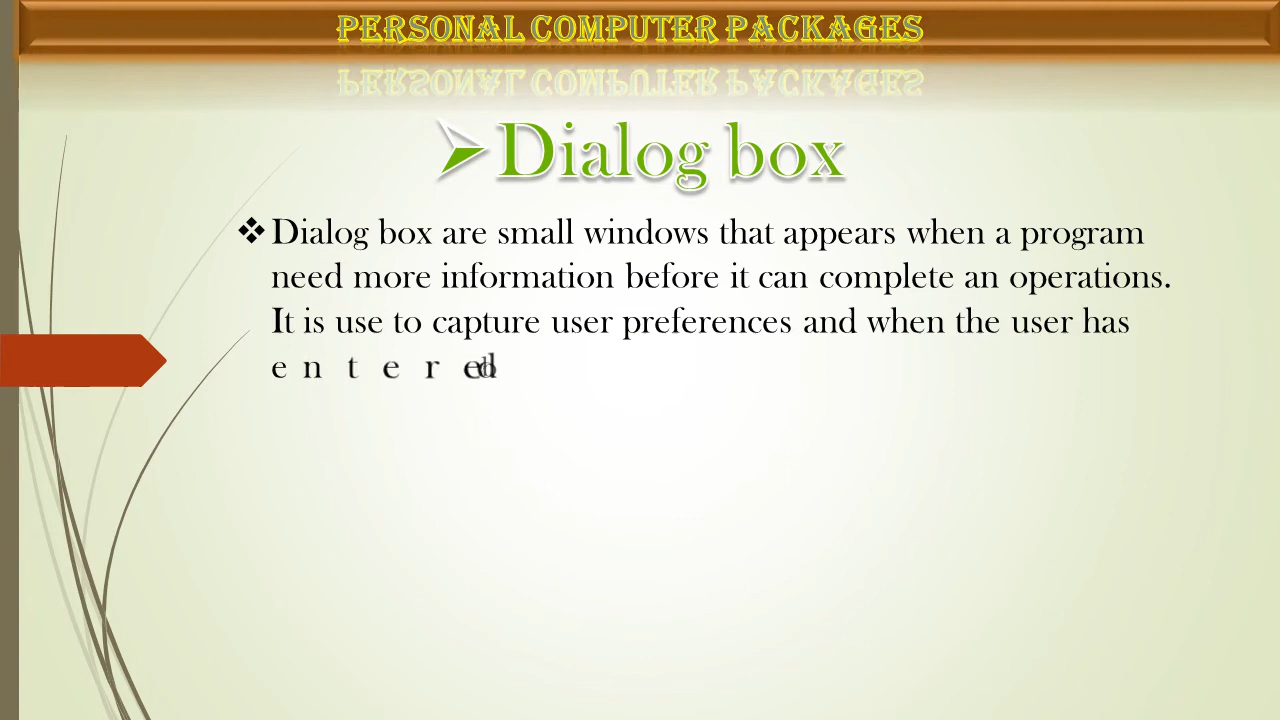 PERSONAL COMPUTER PACKAGES
➢Dialog box
❖Dialog box are small windows that appears when a program
need more information before it can complete an operations.
It is use to capture user preferences and when the user has
entered